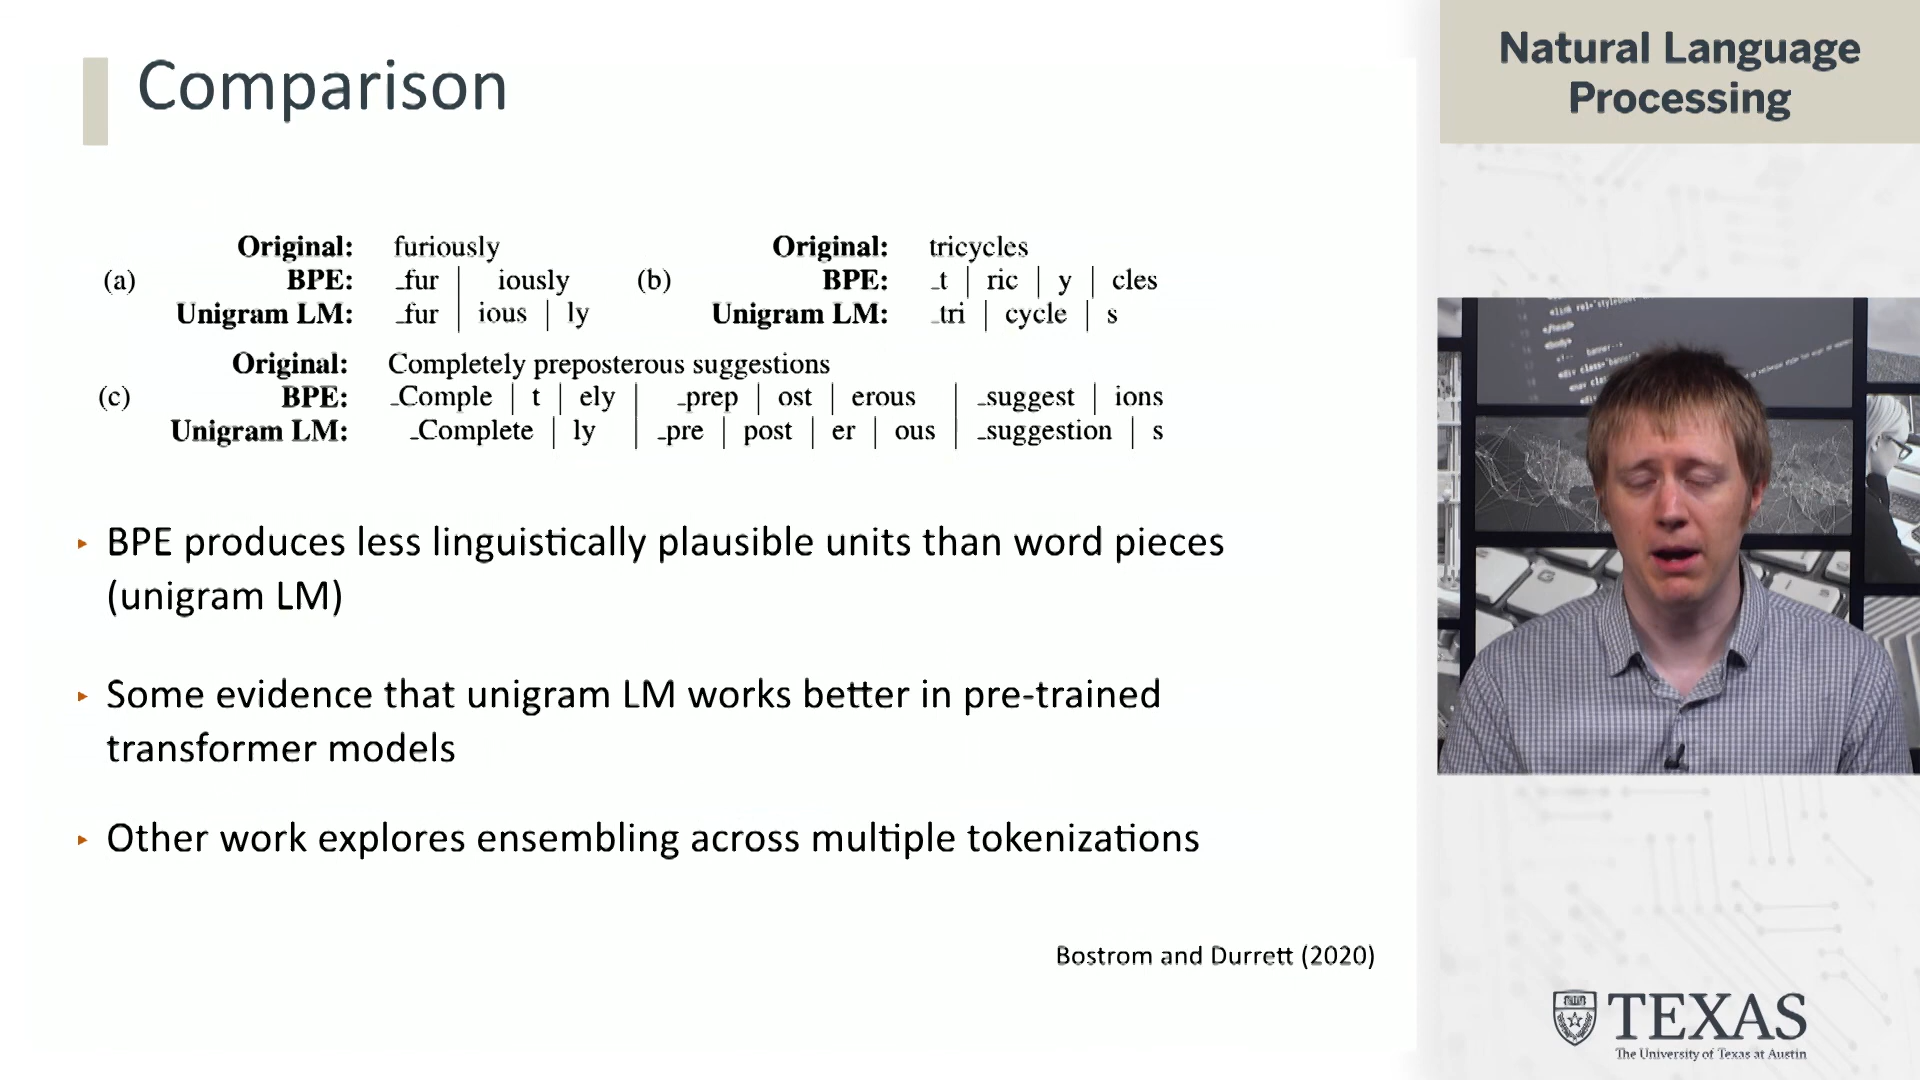 Comparison
Natural Language
Processing
Original: furiously
(a) BPE: _fur | iously
Unigram LM: _fur | ious | ly
Original: tricycles
(b) BPE: _t | ric | y | cles
Unigram LM: _tri | cycle | s
Original: Completely preposterous suggestions
(c) BPE: _Comple | t | ely | _prep | ost | erous | _suggest | ions
Unigram LM: _Complete | ly | _pre | post | er | ous | _suggestion | s
‣ BPE produces less linguistically plausible units than word pieces
(unigram LM)
‣ Some evidence that unigram LM works better in pre-trained
transformer models
‣ Other work explores ensembling across multiple tokenizations
Bostrom and Durrett (2020)
TEXAS
The University of Texas at Austin